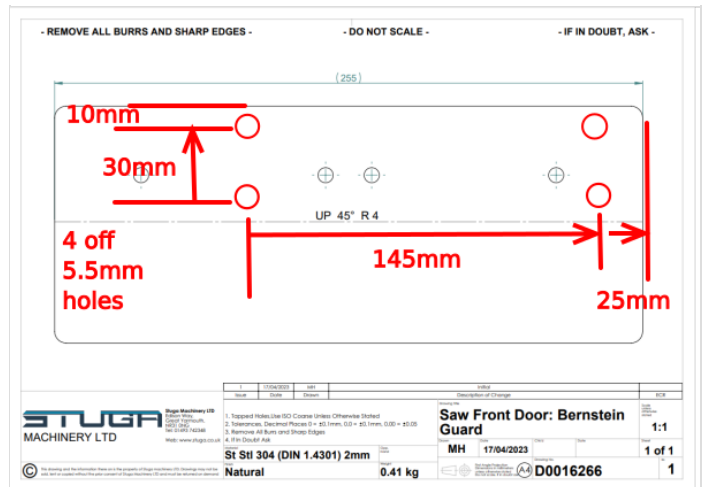 - REMOVE ALL BURRS AND SHARP EDGES -
- DO NOT SCALE -
- IF IN DOUBT, ASK -
(255)
10mm
30mm
UP 45° R 4
4 off
5.5mm
holes
145mm
25mm
1 17/04/2023 MH Initial
Issue Date Drawn Description of Change ECR
STUGA
MACHINERY LTD
Stuga Machinery LTD
Great Yarmouth,
Web: www.stuga.co.uk
1. Tapped Holes,Use ISO Coarse Unless Otherwise Stated
2. Tolerances, Decimal Places 0 = ±0.1mm, 0.0 = ±0.1mm, 0.00 = ±0.05
3. Remove All Burrs and Sharp Edges
4. If In Doubt Ask
St Stl 304 (DIN 1.4301) 2mm
Natural
0.41 kg
Saw Front Door: Bernstein
Guard
1:1
MH 17/04/2023
1 of 1
A4 D0016266
1
©